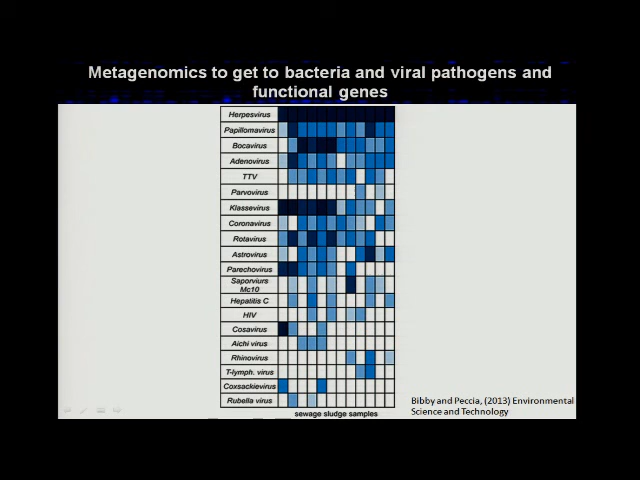 Metagenomics to get to bacteria and viral pathogens and
functional genes
Herpesvirus
Papillomavirus
Bocavirus
Adenovirus
TTV
Parvovirus
Klassevirus
Coronavirus
Rotavirus
Astrovirus
Parechovirus
Saporviurs
Mc10
Hepatitis C
HIV
Cosavirus
Aichi virus
Rhinovirus
T-lymph. virus
Coxsackievirus
Rubella virus
sewage sludge samples
Bibby and Peccia, (2013) Environmental
Science and Technology